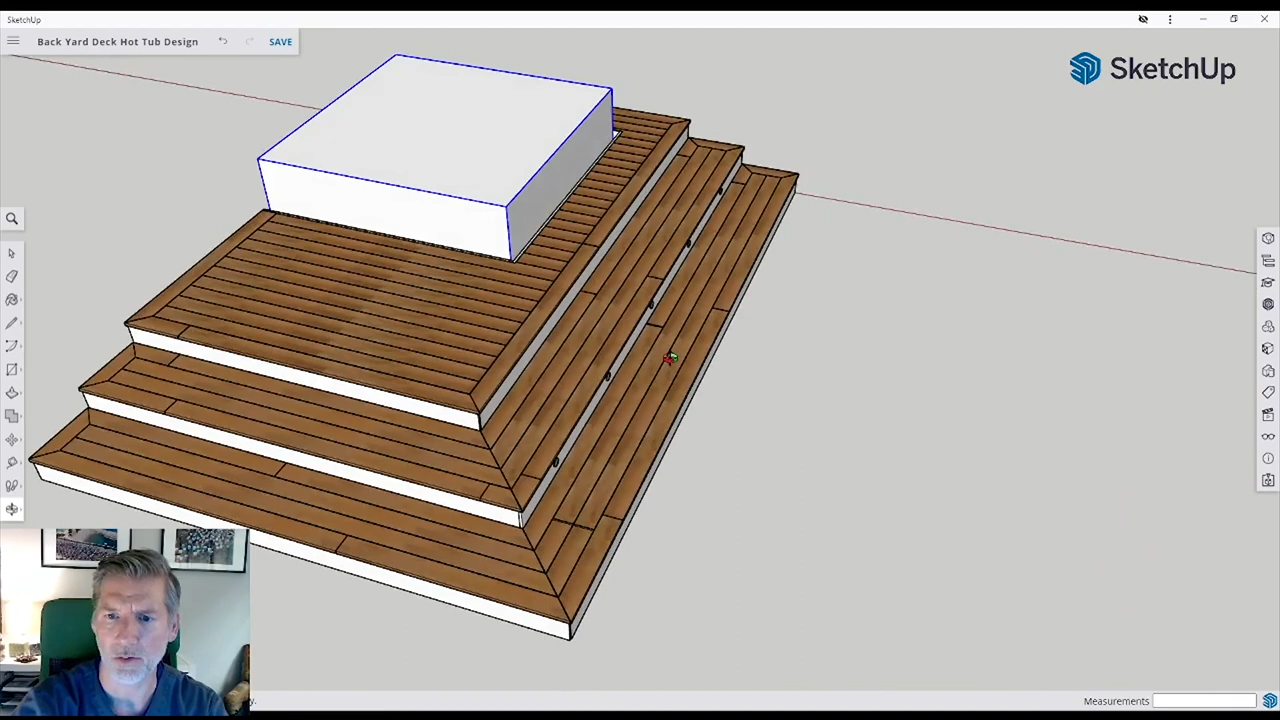 SketchUp
Back Yard Deck Hot Tub Design
SAVE
SketchUp
y.
Measurements